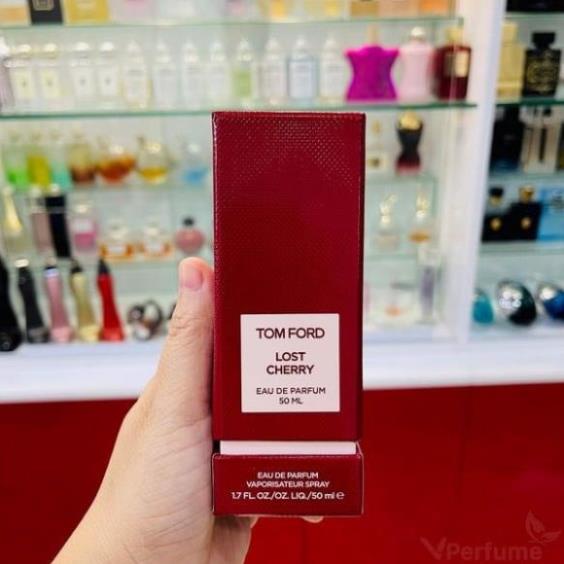 TOM FORD
LOST
CHERRY
EAU DE PARFUM
50 ML
EAU DE PARFUM
VAPORISATEUR SPRAY
1.7 FL. OZ./OZ. LIQ./50 ml ℮
VPerfume